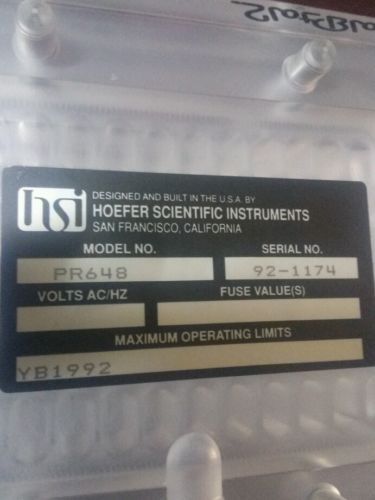 hsi
DESIGNED AND BUILT IN THE U.S.A. BY
HOEFER SCIENTIFIC INSTRUMENTS
SAN FRANCISCO, CALIFORNIA
MODEL NO. SERIAL NO.
PR648 92-1174
VOLTS AC/HZ FUSE VALUE(S)
MAXIMUM OPERATING LIMITS
YB1992